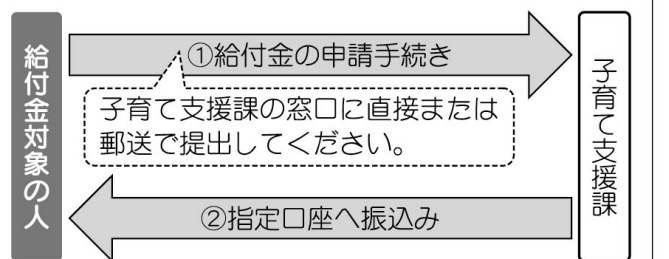 給付金対象の人
①給付金の申請手続き
子育て支援課の窓口に直接または
郵送で提出してください。
②指定口座へ振込み
子育て支援課